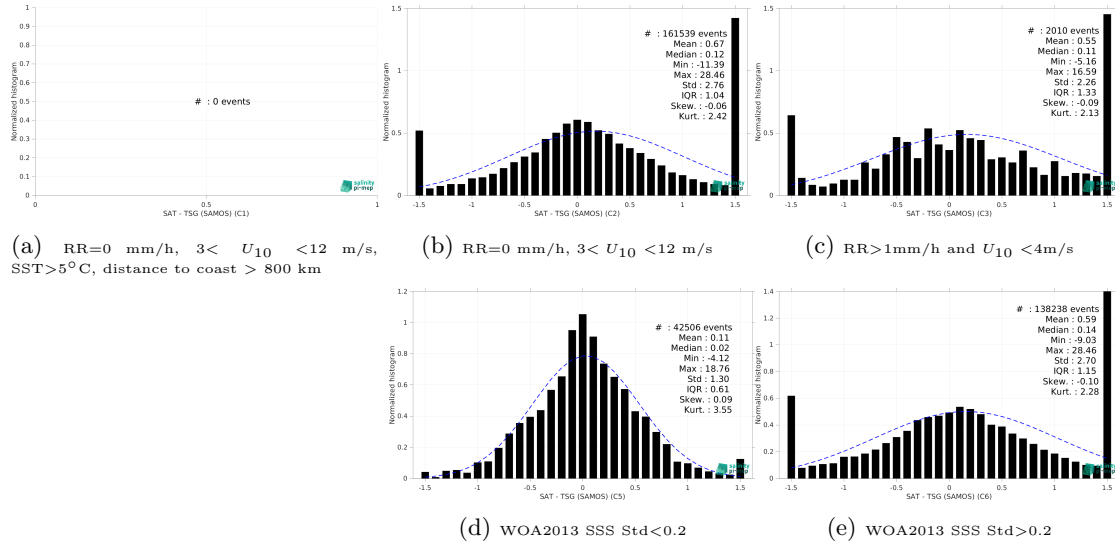 1
0.9
0.8
0.7
0.6
0.5
0.4
0.3
0.2
0.1
0
Normalized histogram
# : 0 events
salinity
pi-mep
0 0.5 1
SAT - TSG (SAMOS) (C1)
(a) RR=0 mm/h, 3< U10 <12 m/s,
SST>5°C, distance to coast > 800 km
1.5
1
0.5
0
Normalized histogram
# : 161539 events
Mean : 0.67
Median : 0.12
Min : -11.39
Max : 28.46
Std : 2.76
IQR : 1.04
Skew. : -0.06
Kurt. : 2.42
salinity
pi-mep
-1.5 -1 -0.5 0 0.5 1 1.5
SAT - TSG (SAMOS) (C2)
(b) RR=0 mm/h, 3< U10 <12 m/s
1.5
1
0.5
0
Normalized histogram
# : 2010 events
Mean : 0.55
Median : 0.11
Min : -5.16
Max : 16.59
Std : 2.26
IQR : 1.33
Skew. : -0.09
Kurt. : 2.13
-1.5 -1 -0.5 0 0.5 1 1.5
SAT - TSG (SAMOS) (C3)
(c) RR>1mm/h and U10 <4m/s
1.2
1
0.8
0.6
0.4
0.2
0
Normalized histogram
# : 42506 events
Mean : 0.11
Median : 0.02
Min : -4.12
Max : 18.76
Std : 1.30
IQR : 0.61
Skew. : 0.09
Kurt. : 3.55
salinity
pi-mep
-1.5 -1 -0.5 0 0.5 1 1.5
SAT - TSG (SAMOS) (C5)
(d) WOA2013 SSS Std<0.2
1.4
1.2
1
0.8
0.6
0.4
0.2
0
Normalized histogram
# : 138238 events
Mean : 0.59
Median : 0.14
Min : -9.03
Max : 28.46
Std : 2.70
IQR : 1.15
Skew. : -0.10
Kurt. : 2.28
-1.5 -1 -0.5 0 0.5 1 1.5
SAT - TSG (SAMOS) (C6)
(e) WOA2013 SSS Std>0.2